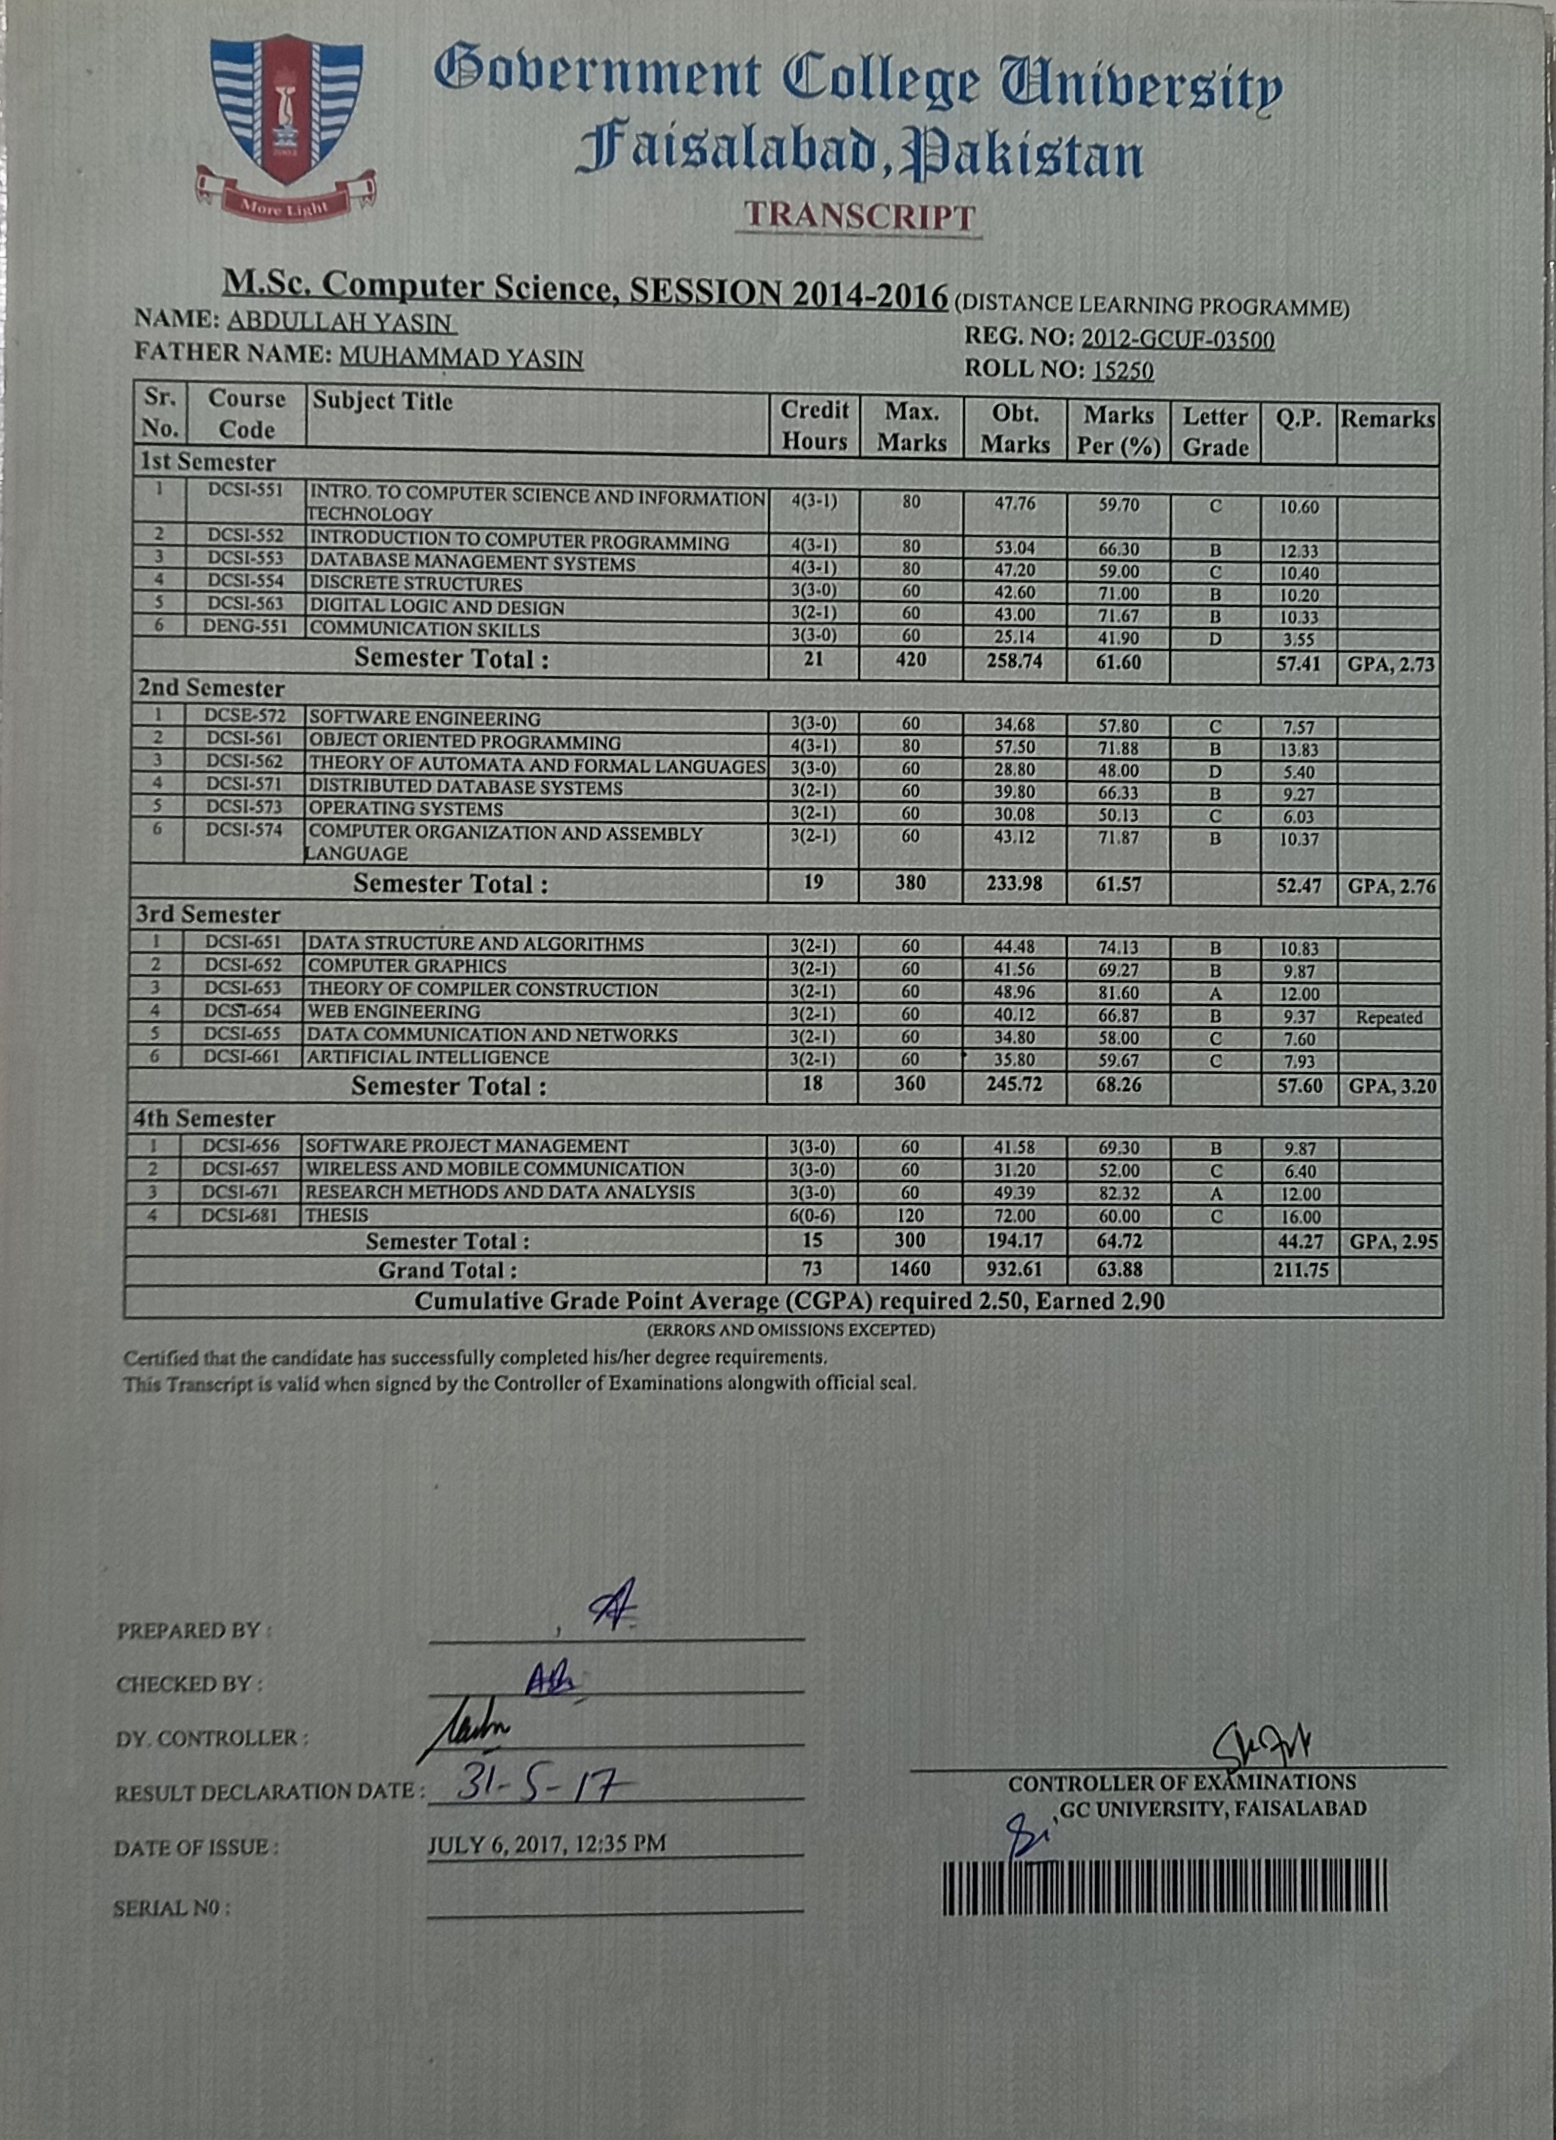 Government College University
Faisalabad, Pakistan
More Light
TRANSCRIPT
M.Sc. Computer Science, SESSION 2014-2016 (DISTANCE LEARNING PROGRAMME)
NAME: ABDULLAH YASIN REG. NO: 2012-GCUF-03500
FATHER NAME: MUHAMMAD YASIN ROLL NO: 15250
Sr. No. Course Code Subject Title Credit Hours Max. Marks Obt. Marks Marks Per (%) Letter Grade Q.P. Remarks
1st Semester
1 DCSI-551 INTRO. TO COMPUTER SCIENCE AND INFORMATION TECHNOLOGY 4(3-1) 80 47.76 59.70 C 10.60
2 DCSI-552 INTRODUCTION TO COMPUTER PROGRAMMING 4(3-1) 80 53.04 66.30 B 12.33
3 DCSI-553 DATABASE MANAGEMENT SYSTEMS 4(3-1) 80 47.20 59.00 C 10.40
4 DCSI-554 DISCRETE STRUCTURES 3(3-0) 60 42.60 71.00 B 10.20
5 DCSI-563 DIGITAL LOGIC AND DESIGN 3(2-1) 60 43.00 71.67 B 10.33
6 DENG-551 COMMUNICATION SKILLS 3(3-0) 60 25.14 41.90 D 3.55
Semester Total : 21 420 258.74 61.60 57.41 GPA, 2.73
2nd Semester
1 DCSE-572 SOFTWARE ENGINEERING 3(3-0) 60 34.68 57.80 C 7.57
2 DCSI-561 OBJECT ORIENTED PROGRAMMING 4(3-1) 80 57.50 71.88 B 13.83
3 DCSI-562 THEORY OF AUTOMATA AND FORMAL LANGUAGES 3(3-0) 60 28.80 48.00 D 5.40
4 DCSI-571 DISTRIBUTED DATABASE SYSTEMS 3(2-1) 60 39.80 66.33 B 9.27
5 DCSI-573 OPERATING SYSTEMS 3(2-1) 60 30.08 50.13 C 6.03
6 DCSI-574 COMPUTER ORGANIZATION AND ASSEMBLY LANGUAGE 3(2-1) 60 43.12 71.87 B 10.37
Semester Total : 19 380 233.98 61.57 52.47 GPA, 2.76
3rd Semester
1 DCSI-651 DATA STRUCTURE AND ALGORITHMS 3(2-1) 60 44.48 74.13 B 10.83
2 DCSI-652 COMPUTER GRAPHICS 3(2-1) 60 41.56 69.27 B 9.87
3 DCSI-653 THEORY OF COMPILER CONSTRUCTION 3(2-1) 60 48.96 81.60 A 12.00
4 DCSI-654 WEB ENGINEERING 3(2-1) 60 40.12 66.87 B 9.37 Repeated
5 DCSI-655 DATA COMMUNICATION AND NETWORKS 3(2-1) 60 34.80 58.00 C 7.60
6 DCSI-661 ARTIFICIAL INTELLIGENCE 3(2-1) 60 35.80 59.67 C 7.93
Semester Total : 18 360 245.72 68.26 57.60 GPA, 3.20
4th Semester
1 DCSI-656 SOFTWARE PROJECT MANAGEMENT 3(3-0) 60 41.58 69.30 B 9.87
2 DCSI-657 WIRELESS AND MOBILE COMMUNICATION 3(3-0) 60 31.20 52.00 C 6.40
3 DCSI-671 RESEARCH METHODS AND DATA ANALYSIS 3(3-0) 60 49.39 82.32 A 12.00
4 DCSI-681 THESIS 6(0-6) 120 72.00 60.00 C 16.00
Semester Total : 15 300 194.17 64.72 44.27 GPA, 2.95
Grand Total : 73 1460 932.61 63.88 211.75
Cumulative Grade Point Average (CGPA) required 2.50, Earned 2.90
(ERRORS AND OMISSIONS EXCEPTED)
Certified that the candidate has successfully completed his/her degree requirements.
This Transcript is valid when signed by the Controller of Examinations alongwith official seal.
PREPARED BY :
CHECKED BY :
DY. CONTROLLER :
RESULT DECLARATION DATE : 31-5-17
CONTROLLER OF EXAMINATIONS
GC UNIVERSITY, FAISALABAD
DATE OF ISSUE : JULY 6, 2017, 12:35 PM
SERIAL N0 :